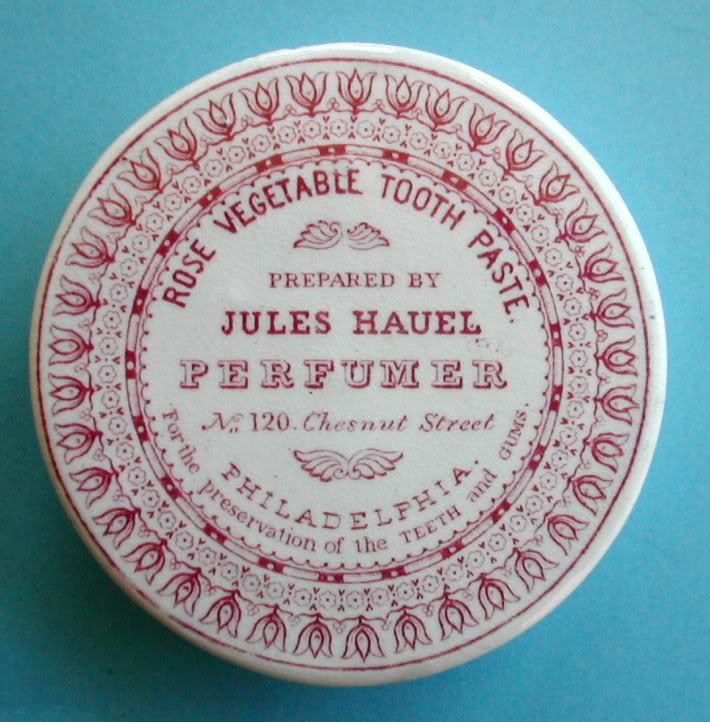 ROSE VEGETABLE TOOTH PASTE.
PREPARED BY
JULES HAUEL
PERFUMER
No. 120. Chesnut Street
PHILADELPHIA.
For the preservation of the TEETH and GUMS.